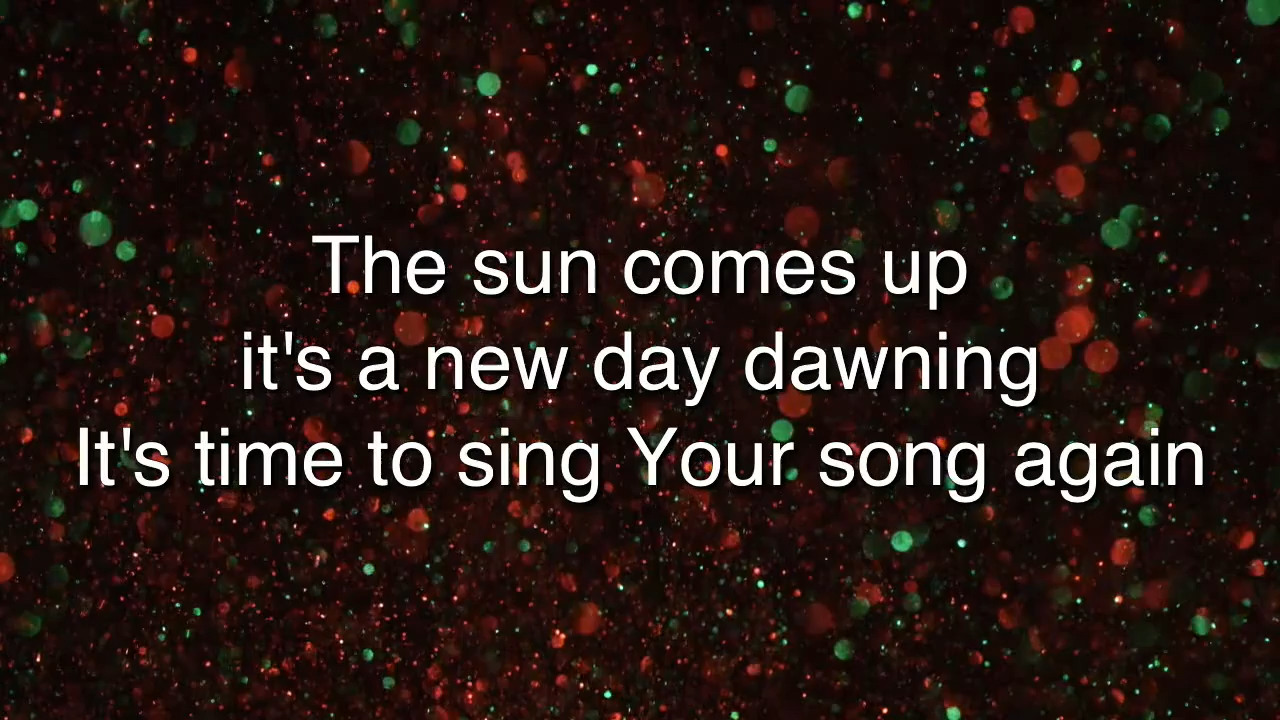 The sun comes up
it's a new day dawning
It's time to sing Your song again